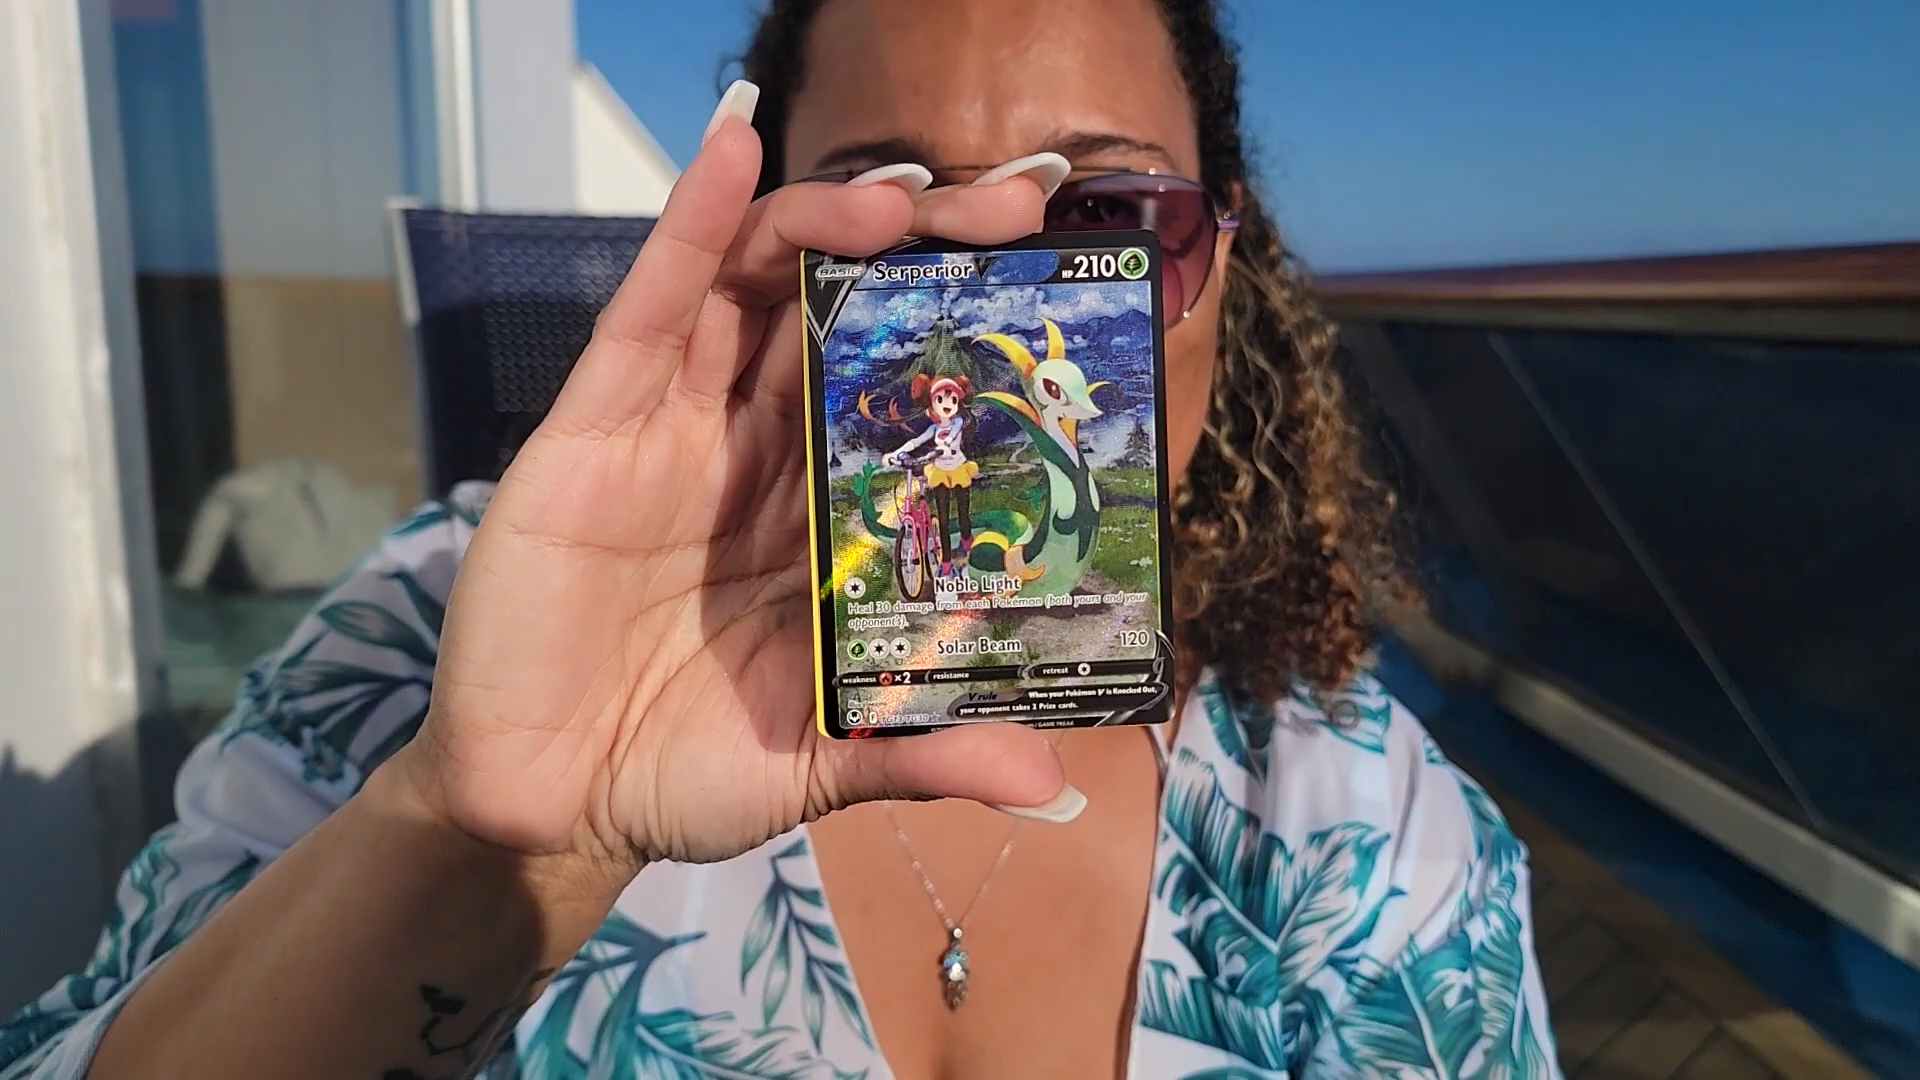 BASIC Serperior V HP 210
Noble Light
Heal 30 damage from each Pokémon (both yours and your
opponent's).
Solar Beam 120
weakness ×2 resistance retreat
V rule When your Pokémon V is Knocked Out,
your opponent takes 2 Prize cards.
F TG13/TG30
GAME FREAK